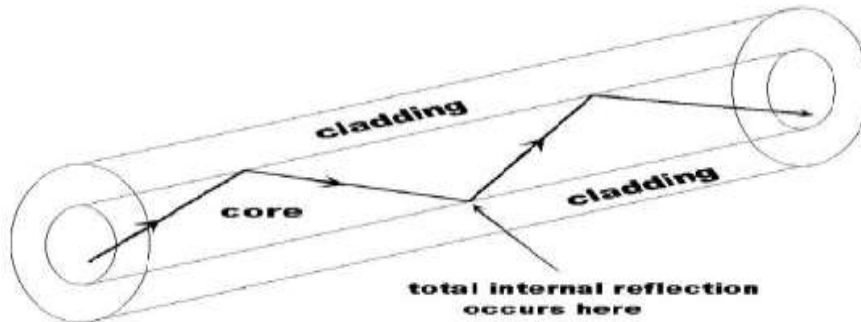 cladding
core
cladding
total internal reflection
occurs here